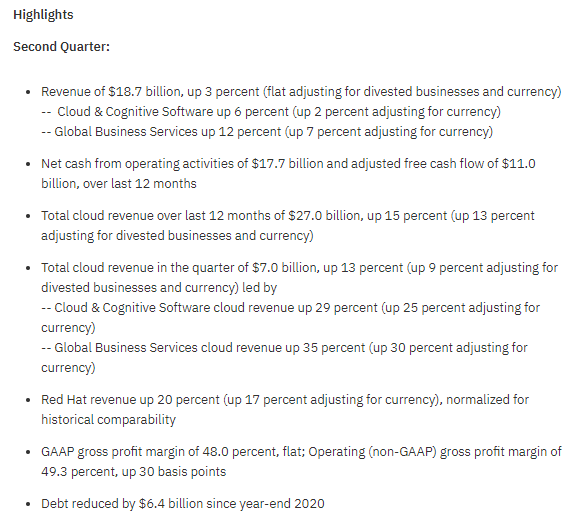 Highlights
Second Quarter:
• Revenue of $18.7 billion, up 3 percent (flat adjusting for divested businesses and currency)
-- Cloud & Cognitive Software up 6 percent (up 2 percent adjusting for currency)
-- Global Business Services up 12 percent (up 7 percent adjusting for currency)
• Net cash from operating activities of $17.7 billion and adjusted free cash flow of $11.0
billion, over last 12 months
• Total cloud revenue over last 12 months of $27.0 billion, up 15 percent (up 13 percent
adjusting for divested businesses and currency)
• Total cloud revenue in the quarter of $7.0 billion, up 13 percent (up 9 percent adjusting for
divested businesses and currency) led by
-- Cloud & Cognitive Software cloud revenue up 29 percent (up 25 percent adjusting for
currency)
-- Global Business Services cloud revenue up 35 percent (up 30 percent adjusting for
currency)
• Red Hat revenue up 20 percent (up 17 percent adjusting for currency), normalized for
historical comparability
• GAAP gross profit margin of 48.0 percent, flat; Operating (non-GAAP) gross profit margin of
49.3 percent, up 30 basis points
• Debt reduced by $6.4 billion since year-end 2020